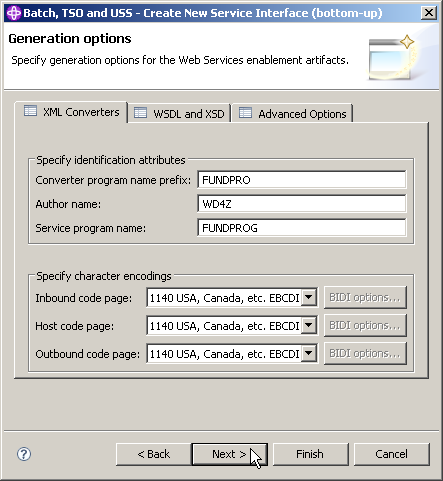 Batch, TSO and USS - Create New Service Interface (bottom-up)
Generation options
Specify generation options for the Web Services enablement artifacts.
XML Converters WSDL and XSD Advanced Options
Specify identification attributes
Converter program name prefix: FUNDPRO
Author name: WD4Z
Service program name: FUNDPROG
Specify character encodings
Inbound code page: 1140 USA, Canada, etc. EBCDI BIDI options...
Host code page: 1140 USA, Canada, etc. EBCDI BIDI options...
Outbound code page: 1140 USA, Canada, etc. EBCDI BIDI options...
? < Back Next > Finish Cancel